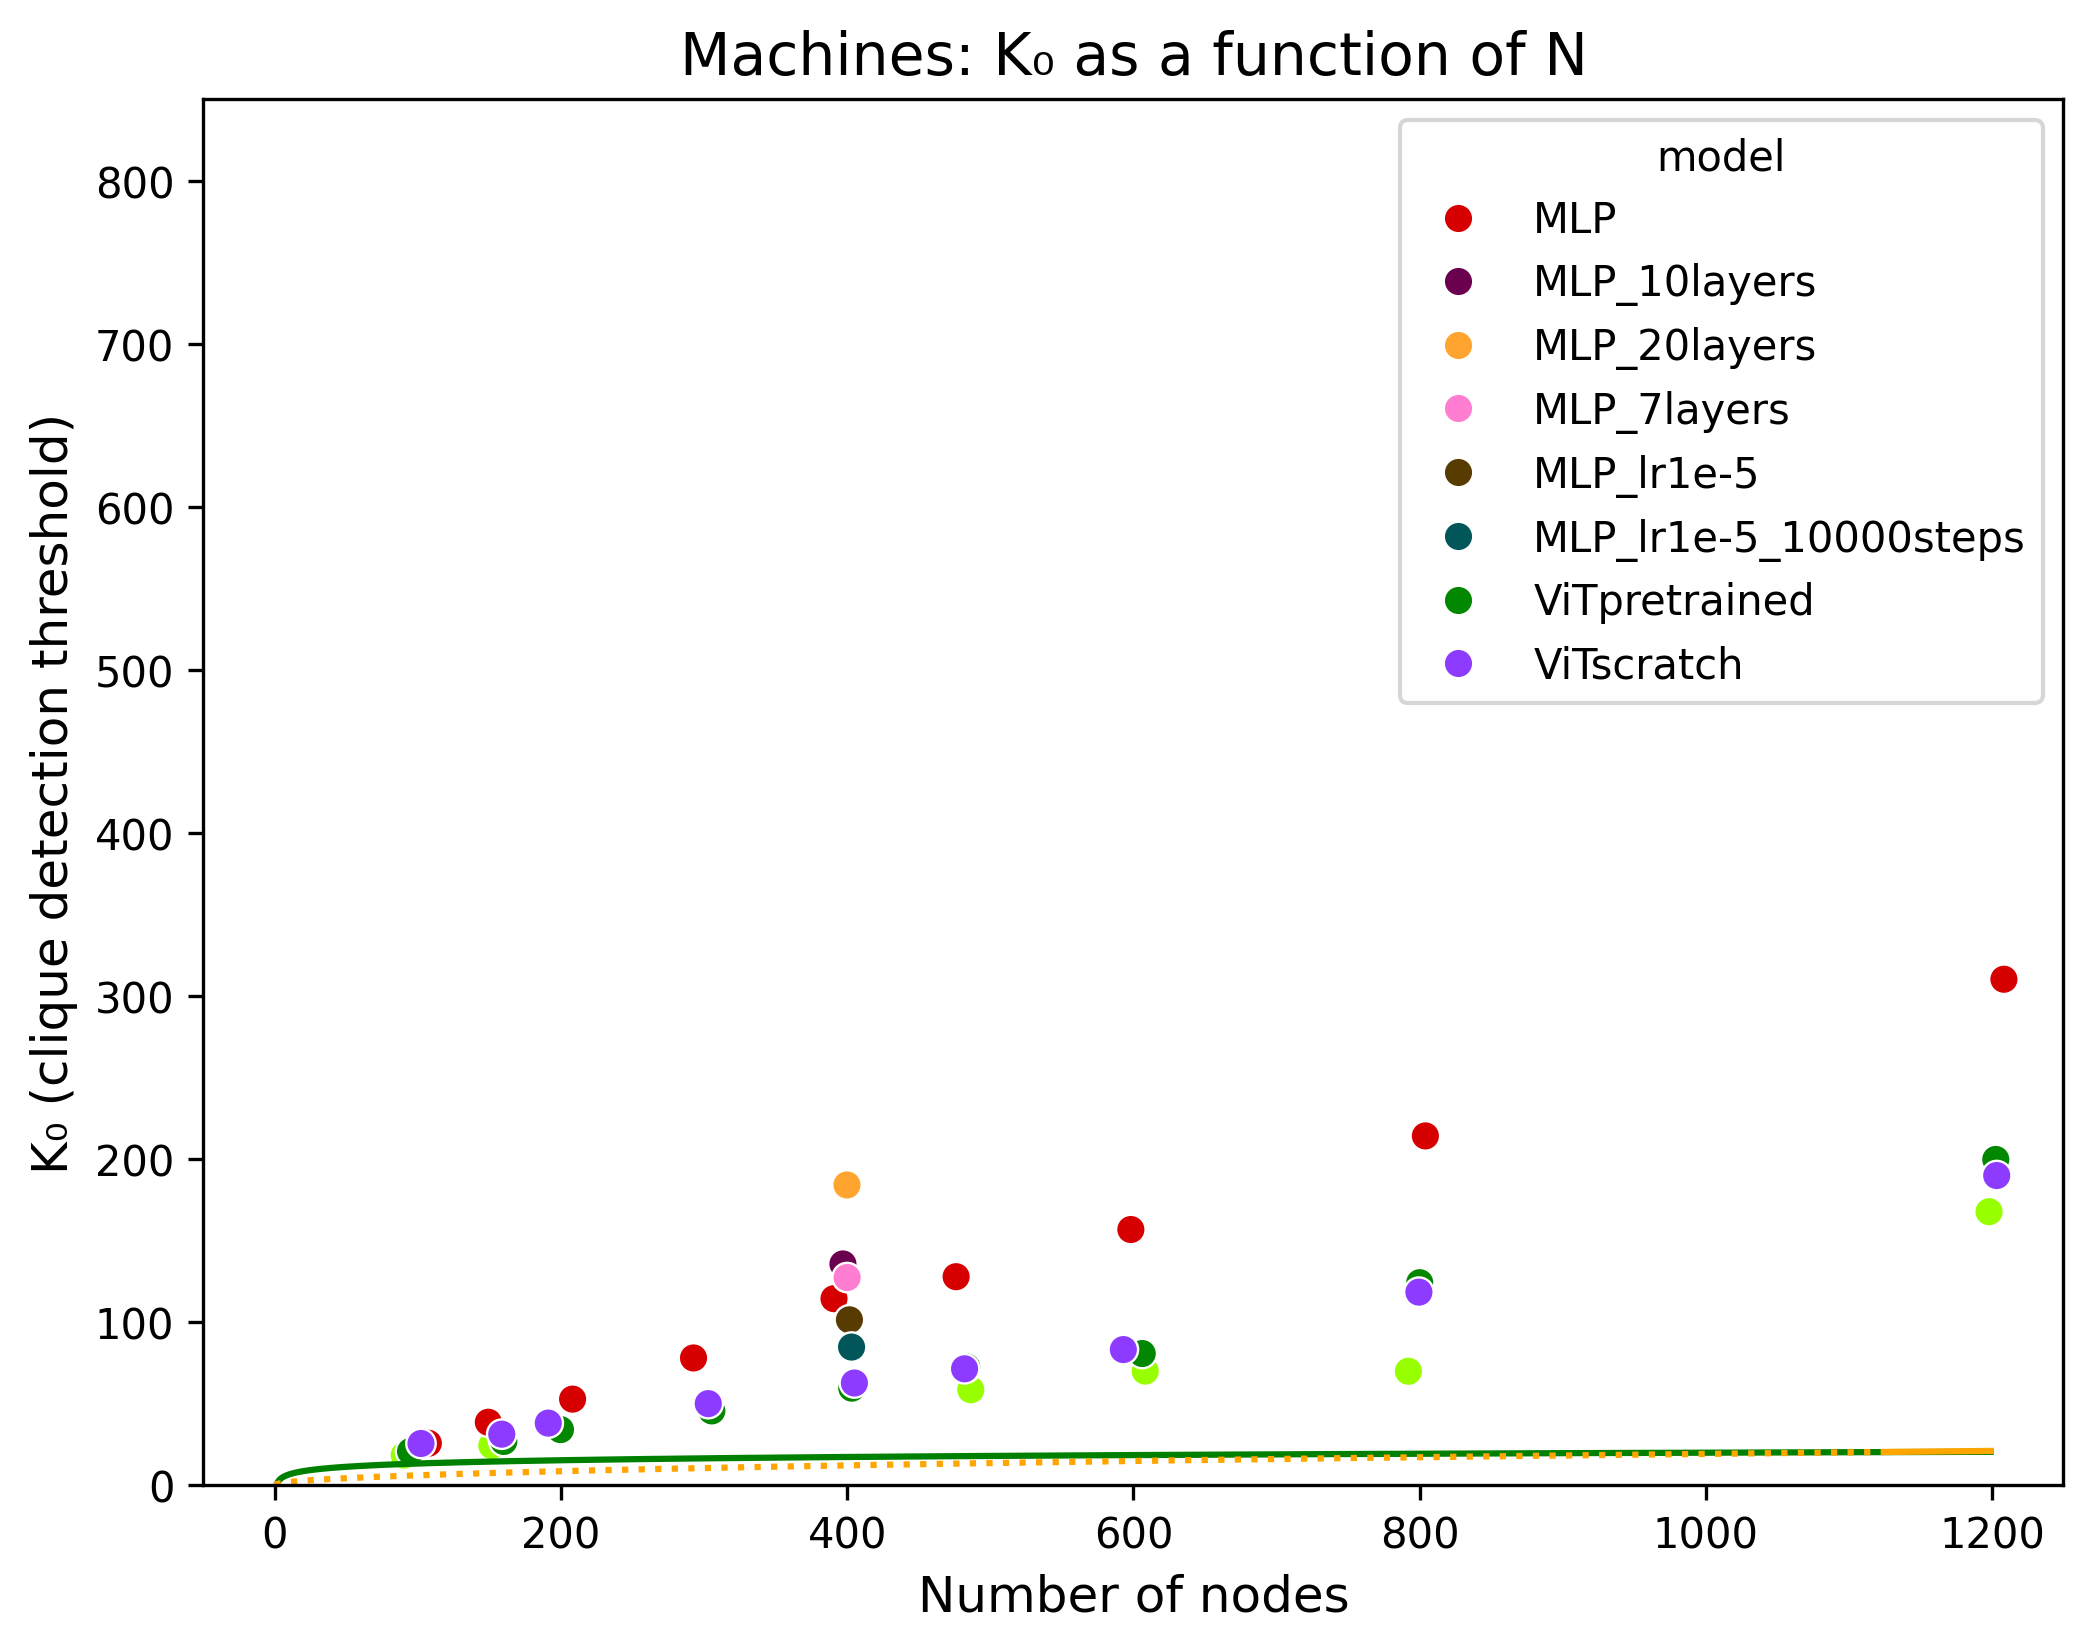 Machines: K₀ as a function of N
K₀ (clique detection threshold)
800
700
600
500
400
300
200
100
0
model
MLP
MLP_10layers
MLP_20layers
MLP_7layers
MLP_lr1e-5
MLP_lr1e-5_10000steps
ViTpretrained
ViTscratch
0 200 400 600 800 1000 1200
Number of nodes